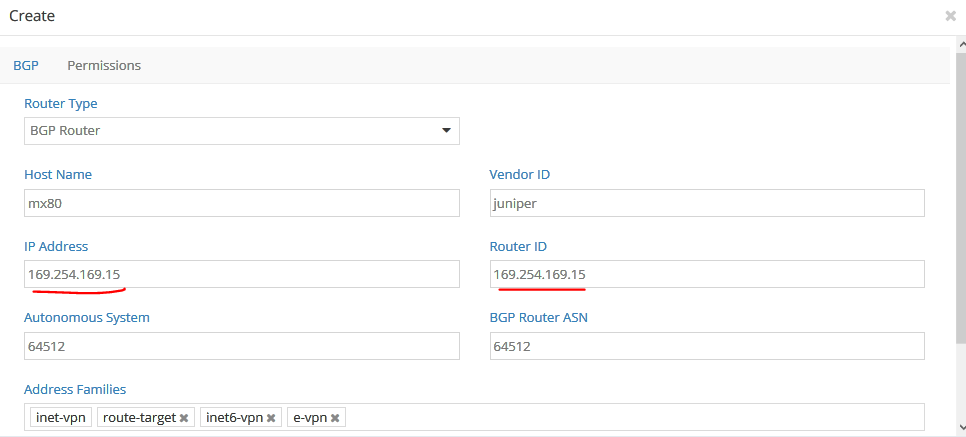 Create
BGP Permissions
Router Type
BGP Router
Host Name Vendor ID
mx80 juniper
IP Address Router ID
169.254.169.15 169.254.169.15
Autonomous System BGP Router ASN
64512 64512
Address Families
inet-vpn route-target inet6-vpn e-vpn